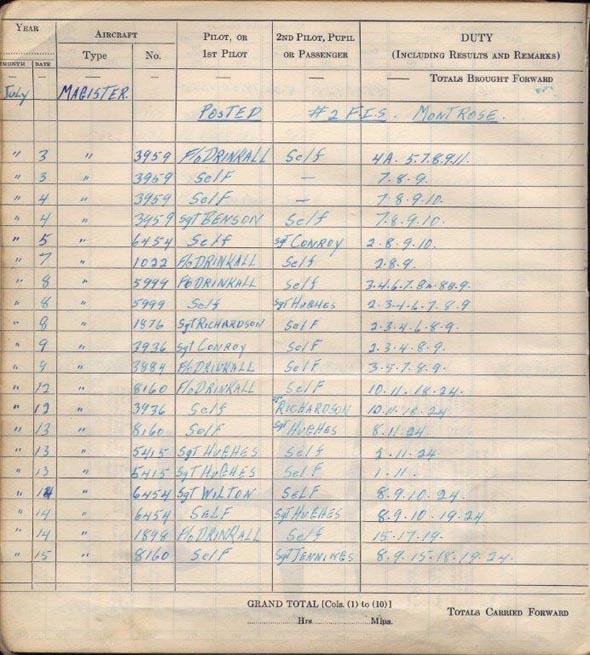 YEAR AIRCRAFT PILOT, OR 1ST PILOT 2ND PILOT, PUPIL OR PASSENGER DUTY (INCLUDING RESULTS AND REMARKS)
MONTH DATE Type No.
— — — — — — — TOTALS BROUGHT FORWARD
July MAGISTER.
POSTED #2 F.I.S. MONTROSE.
" 3 " 3959 F/O DRINKALL Self 4A. 5.7.8.9.11.
" 3 " 3959 Self — 7.8.9.
" 4 " 3959 Self — 7.8.9.10.
" 4 " 3959 Sgt BENSON Self 7.8.9.10.
" 5 " 6454 Self Sgt CONROY 2.8.9.10.
" 7 " 1022 F/O DRINKALL Self 2.8.9.
" 8 " 5999 F/O DRINKALL Self 3.4.6.7.8A.8B.9.
" 8 " 5999 Self Sgt HUGHES 2.3.4.6.7.8.9
" 8 " 1876 Sgt RICHARDSON Self 2.3.4.6.8.9.
" 9 " 3936 Sgt CONROY Self 2.3.4.8.9.
" 9 " 3984 F/O DRINKALL Self 3.4.7.8.9.
" 12 " 8160 F/O DRINKALL Self 10.11.18.24.
" 12 " 3936 Self Sgt RICHARDSON 10.11.18.24.
" 13 " 8160 Self Sgt HUGHES 8.11.24.
" 13 " 5415 Sgt HUGHES Self 2.11.24.
" 13 " 5415 Sgt HUGHES Self 1.11.
" 14 " 6454 Sgt WILTON Self 8.9.10.24.
" 14 " 6454 Self Sgt HUGHES 8.9.10.19.24
" 14 " 1898 F/O DRINKALL Self 15.17.19.
" 15 " 8160 Self Sgt JENNINGS 8.9.15.18.19.24.
GRAND TOTAL [Cols. (1) to (10)]
Hrs Mins.
TOTALS CARRIED FORWARD